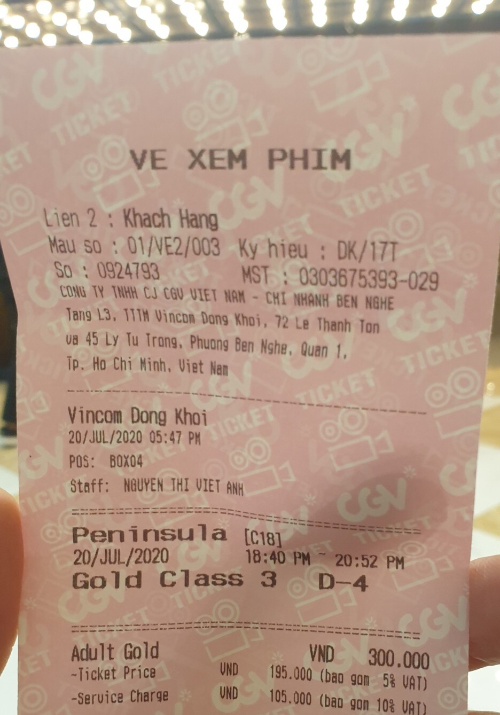 VE XEM PHIM
Lien 2 : Khach Hang
Mau so : 01/VE2/003 Ky hieu : DK/17T
So : 0924793 MST : 0303675393-029
CONG TY TNHH CJ CGV VIET NAM - CHI NHANH BEN NGHE
Tang L3, TTTM Vincom Dong Khoi, 72 Le Thanh Ton
va 45 Ly Tu Trong, Phuong Ben Nghe, Quan 1,
Tp. Ho Chi Minh, Viet Nam
Vincom Dong Khoi
20/JUL/2020 05:47 PM
POS: BOX04
Staff: NGUYEN THI VIET ANH
Peninsula [C18]
20/JUL/2020 18:40 PM ~ 20:52 PM
Gold Class 3 D-4
Adult Gold VND 300.000
-Ticket Price VND 195.000 (bao gom 5% VAT)
-Service Charge VND 105.000 (bao gom 10% VAT)